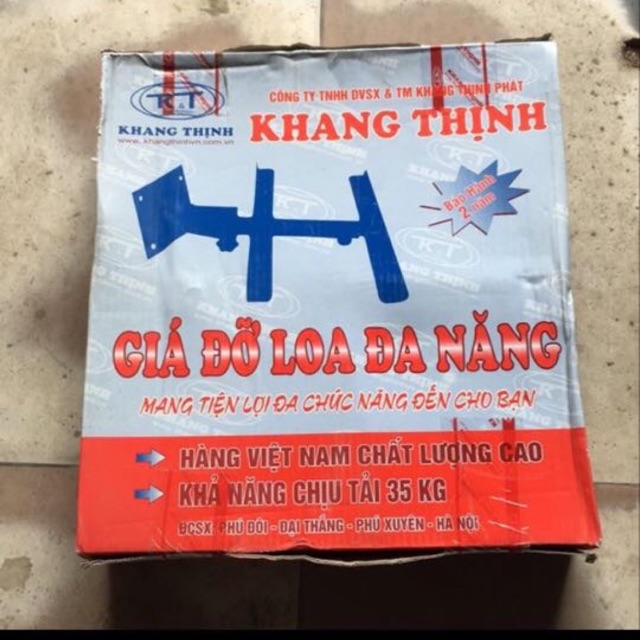 K&T
KHANG THỊNH
www.khangthinhvn.com.vn
CÔNG TY TNHH DVSX & TM KHANG THỊNH PHÁT
KHANG THỊNH
Bảo Hành
2 năm
GIÁ ĐỠ LOA ĐA NĂNG
MANG TIỆN LỢI ĐA CHỨC NĂNG ĐẾN CHO BẠN
HÀNG VIỆT NAM CHẤT LƯỢNG CAO
KHẢ NĂNG CHỊU TẢI 35 KG
ĐCSX: PHÚ ĐÔI - ĐẠI THẮNG - PHÚ XUYÊN - HÀ NỘI